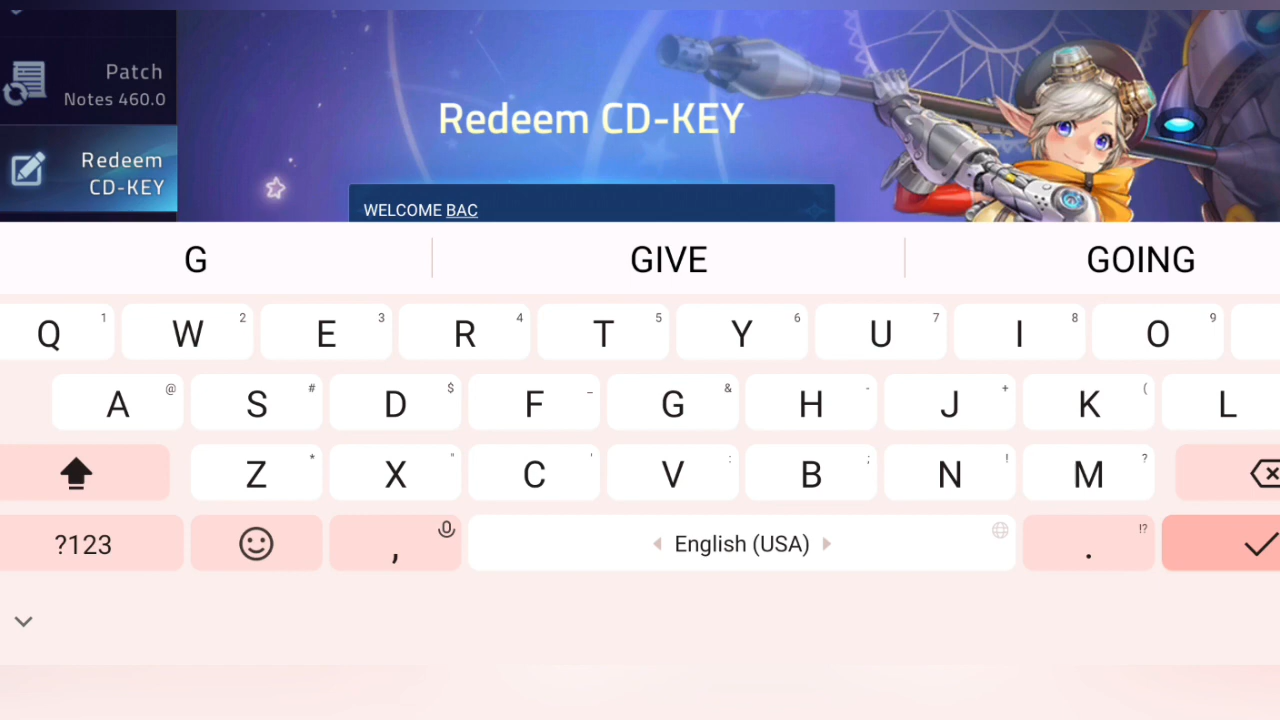 Patch
Notes 460.0
Redeem
CD-KEY
Redeem CD-KEY
WELCOME BAC
G GIVE GOING
Q 1 W 2 E 3 R 4 T 5 Y 6 U 7 I 8 O 9
A @ S # D $ F _ G & H - J + K ( L
Z * X " C ' V : B ; N ! M ?
?123 , English (USA) . !?